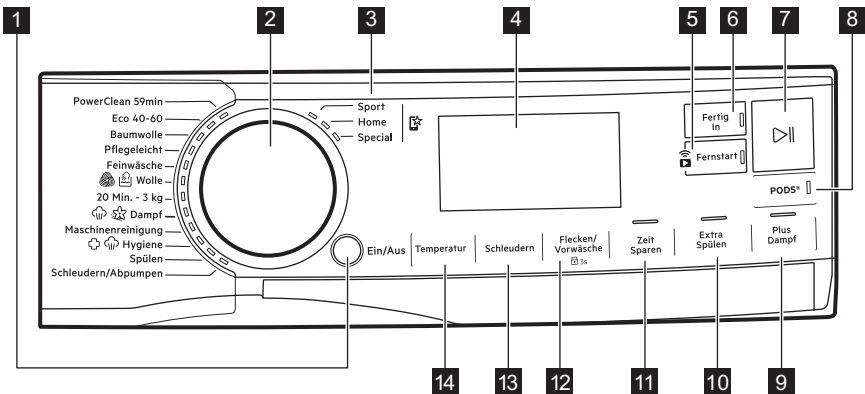 1
2
3
4
5
6
7
8
PowerClean 59min
Eco 40-60
Baumwolle
Pflegeleicht
Feinwäsche
Wolle
20 Min. - 3 kg
Dampf
Maschinenreinigung
Hygiene
Spülen
Schleudern/Abpumpen
Sport
Home
Special
Ein/Aus
Temperatur
Schleudern
Flecken/
Vorwäsche
3s
Zeit
Sparen
Extra
Spülen
Plus
Dampf
Fertig
In
Fernstart
PODS®
14
13
12
11
10
9